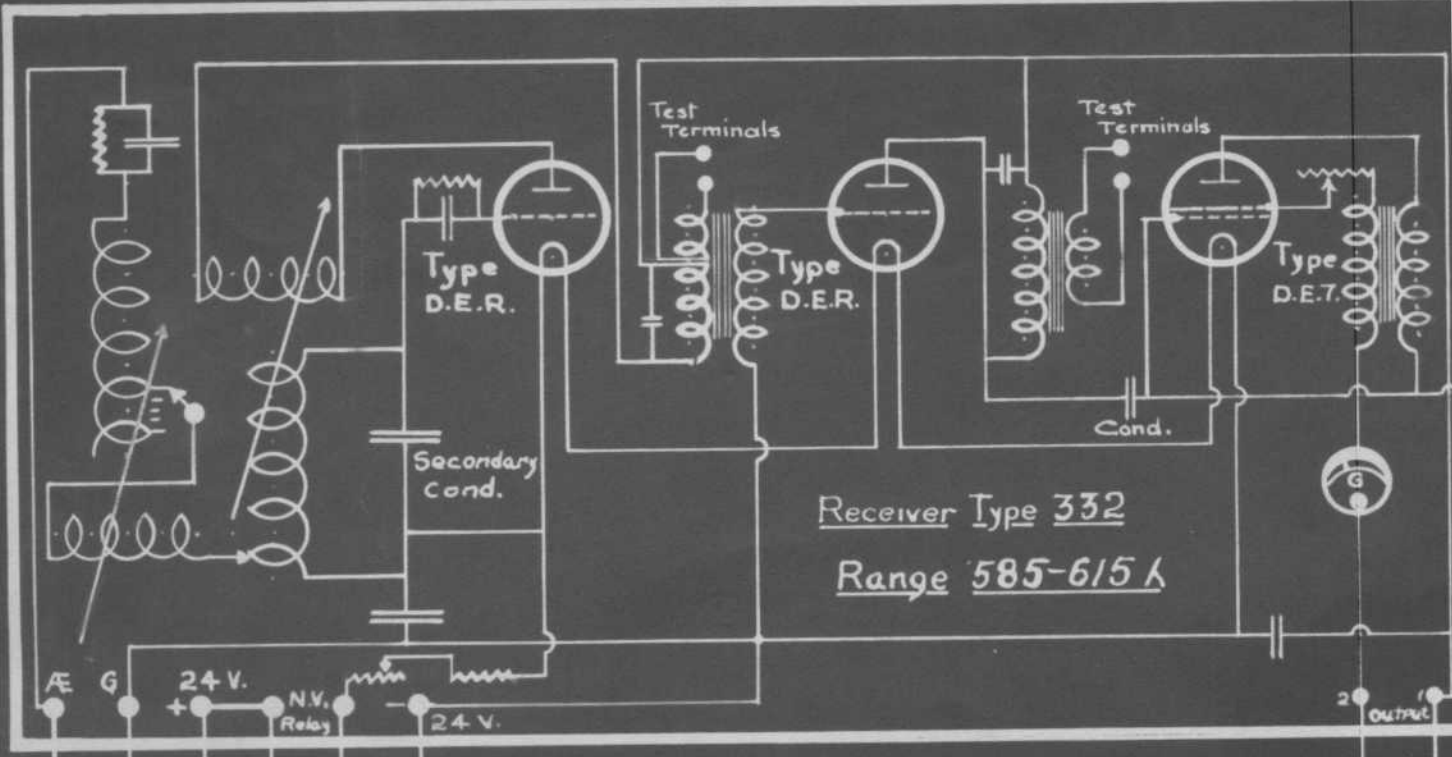 Test
Terminals
Test
Terminals
Type
D.E.R.
Type
D.E.R.
Type
D.E.7.
Secondary
Cond.
Cond.
G
Receiver Type 332
Range 585-615 λ
Æ
G
24 V.
+
N.V.
Relay
-
24 V.
2
1
Output